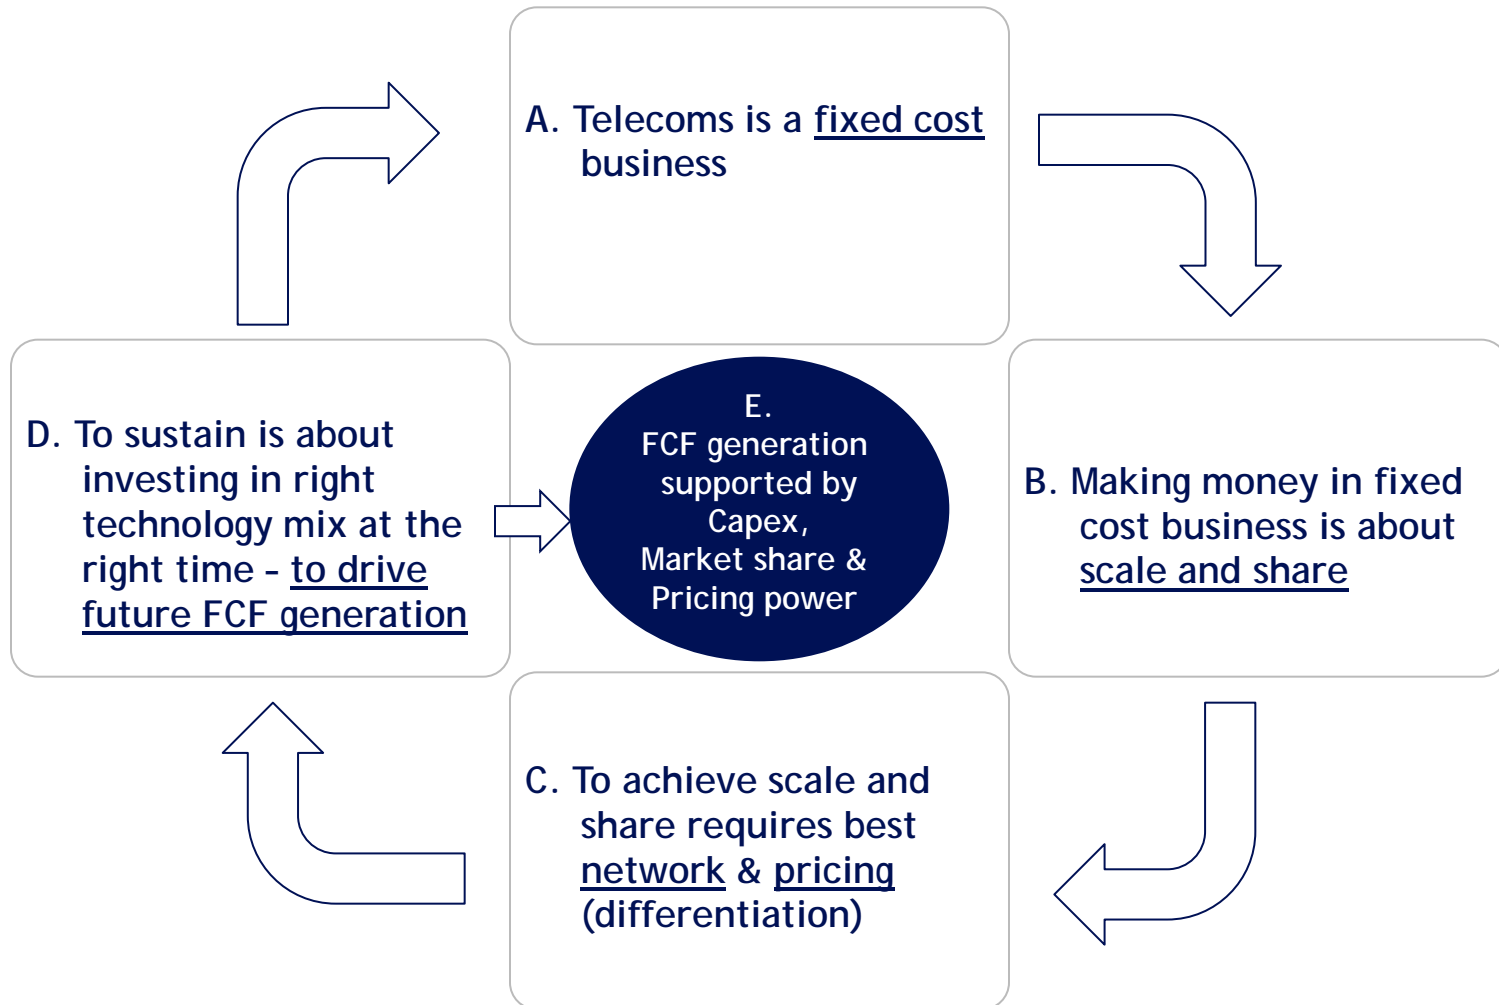 A. Telecoms is a fixed cost
business
B. Making money in fixed
cost business is about
scale and share
C. To achieve scale and
share requires best
network & pricing
(differentiation)
D. To sustain is about
investing in right
technology mix at the
right time - to drive
future FCF generation
E.
FCF generation
supported by
Capex,
Market share &
Pricing power